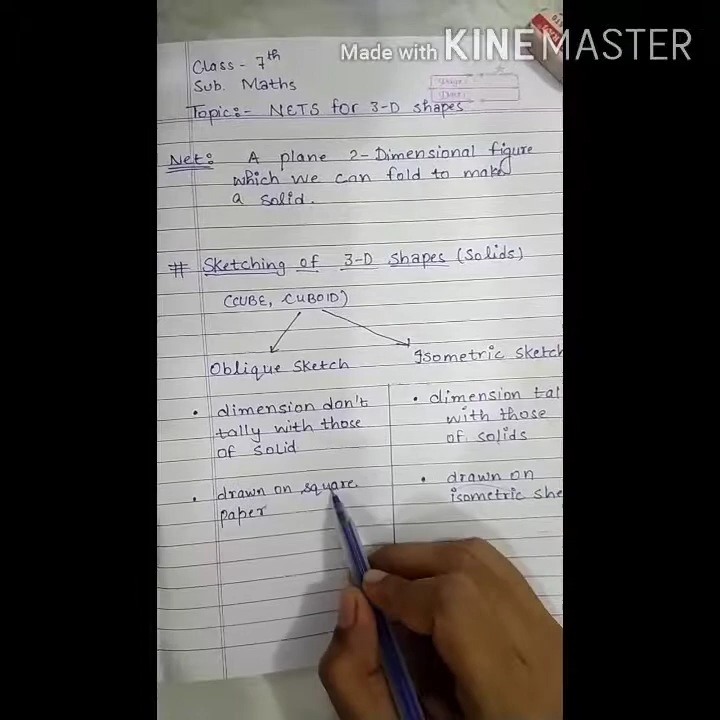 Made with KINEMASTER
Class - 7th
Sub. Maths
Topic:- NETS for 3-D shapes
Net: A plane 2-Dimensional figure
which we can fold to make
a solid.
# Sketching of 3-D shapes (Solids)
(CUBE, CUBOID)
Oblique Sketch
Isometric Sketch
• dimension don't
tally with those
of solid
• drawn on square
paper
• dimension tal
with those
of solids
• drawn on
isometric she